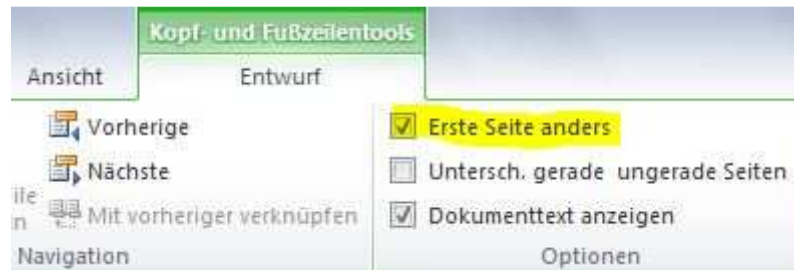 Kopf- und Fußzeilentools
Ansicht
Entwurf
Vorherige
Nächste
ile
n
Mit vorheriger verknüpfen
Navigation
Erste Seite anders
Untersch. gerade ungerade Seiten
Dokumenttext anzeigen
Optionen